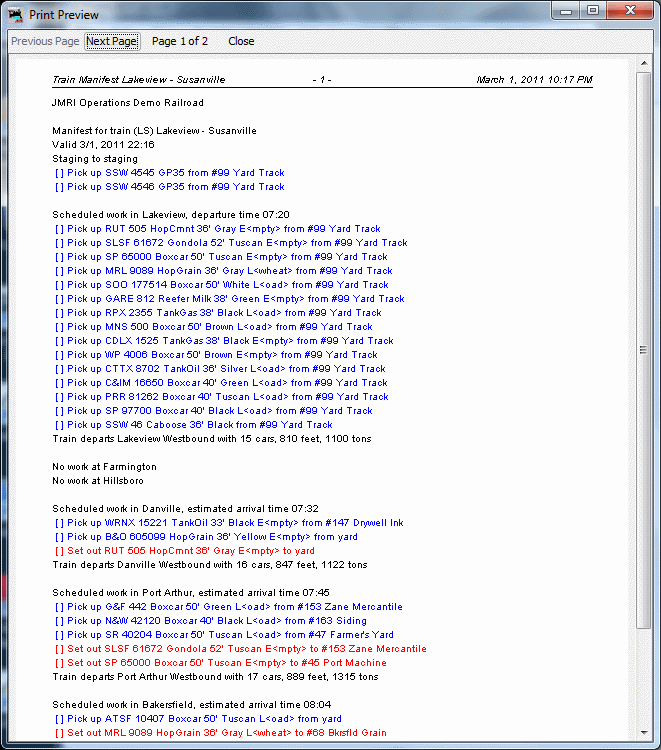 Print Preview
Previous Page Next Page Page 1 of 2 Close
Train Manifest Lakeview - Susanville - 1 - March 1, 2011 10:17 PM
JMRI Operations Demo Railroad
Manifest for train (LS) Lakeview - Susanville
Valid 3/1, 2011 22:16
Staging to staging
[ ] Pick up SSW 4545 GP35 from #99 Yard Track
[ ] Pick up SSW 4546 GP35 from #99 Yard Track
Scheduled work in Lakeview, departure time 07:20
[ ] Pick up RUT 505 HopCmnt 36' Gray E<mpty> from #99 Yard Track
[ ] Pick up SLSF 61672 Gondola 52' Tuscan E<mpty> from #99 Yard Track
[ ] Pick up SP 65000 Boxcar 50' Tuscan E<mpty> from #99 Yard Track
[ ] Pick up MRL 9089 HopGrain 36' Gray L<wheat> from #99 Yard Track
[ ] Pick up SOO 177514 Boxcar 50' White L<oad> from #99 Yard Track
[ ] Pick up GARE 812 Reefer Milk 38' Green E<mpty> from #99 Yard Track
[ ] Pick up RPX 2355 TankGas 38' Black L<oad> from #99 Yard Track
[ ] Pick up MNS 500 Boxcar 50' Brown L<oad> from #99 Yard Track
[ ] Pick up CDLX 1525 TankGas 38' Black E<mpty> from #99 Yard Track
[ ] Pick up WP 4006 Boxcar 50' Brown E<mpty> from #99 Yard Track
[ ] Pick up CTTX 8702 TankOil 36' Silver L<oad> from #99 Yard Track
[ ] Pick up C&IM 16650 Boxcar 40' Green L<oad> from #99 Yard Track
[ ] Pick up PRR 81262 Boxcar 40' Tuscan L<oad> from #99 Yard Track
[ ] Pick up SP 97700 Boxcar 40' Black L<oad> from #99 Yard Track
[ ] Pick up SSW 46 Caboose 36' Black from #99 Yard Track
Train departs Lakeview Westbound with 15 cars, 810 feet, 1100 tons
No work at Farmington
No work at Hillsboro
Scheduled work in Danville, estimated arrival time 07:32
[ ] Pick up WRNX 15221 TankOil 33' Black E<mpty> from #147 Drywell Ink
[ ] Pick up B&O 605099 HopGrain 36' Yellow E<mpty> from yard
[ ] Set out RUT 505 HopCmnt 36' Gray E<mpty> to yard
Train departs Danville Westbound with 16 cars, 847 feet, 1122 tons
Scheduled work in Port Arthur, estimated arrival time 07:45
[ ] Pick up G&F 442 Boxcar 50' Green L<oad> from #153 Zane Mercantile
[ ] Pick up N&W 42120 Boxcar 40' Black L<oad> from #163 Siding
[ ] Pick up SR 40204 Boxcar 50' Tuscan L<oad> from #47 Farmer's Yard
[ ] Set out SLSF 61672 Gondola 52' Tuscan E<mpty> to #153 Zane Mercantile
[ ] Set out SP 65000 Boxcar 50' Tuscan E<mpty> to #45 Port Machine
Train departs Port Arthur Westbound with 17 cars, 889 feet, 1315 tons
Scheduled work in Bakersfield, estimated arrival time 08:04
[ ] Pick up ATSF 10407 Boxcar 50' Tuscan L<oad> from yard
[ ] Set out MRL 9089 HopGrain 36' Gray L<wheat> to #68 Bkrsfld Grain